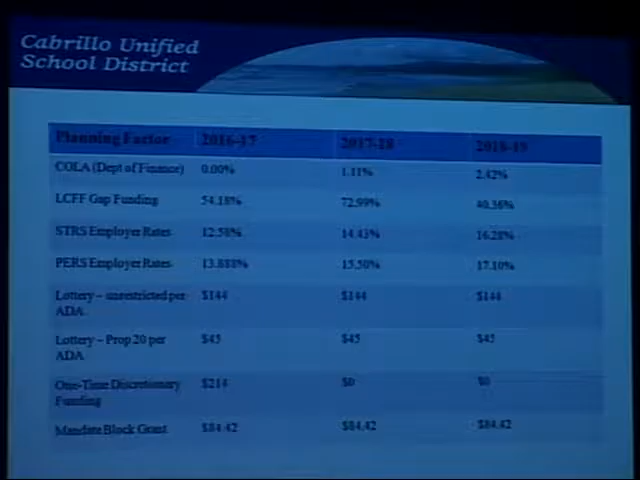 Cabrillo Unified
School District
Planning Factor 2016-17 2017-18 2018-19
COLA (Dept of Finance) 0.00% 1.11% 2.42%
LCFF Gap Funding 54.18% 72.99% 40.36%
STRS Employer Rates 12.58% 14.43% 16.28%
PERS Employer Rates 13.888% 15.50% 17.10%
Lottery – unrestricted per $144 $144 $144
ADA
Lottery – Prop 20 per $45 $45 $45
ADA
One-Time Discretionary $214 $0 $0
Funding
Mandate Block Grant $84.42 $84.42 $84.42